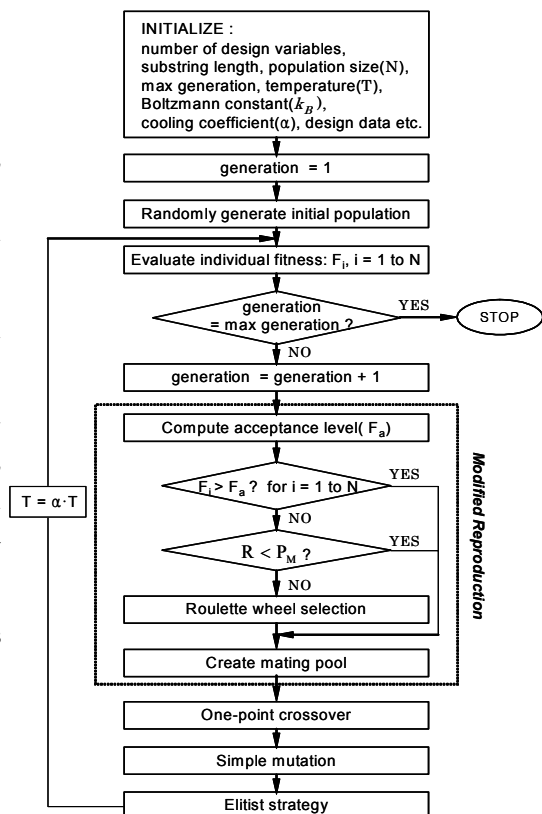 INITIALIZE :
number of design variables,
substring length, population size(N),
max generation, temperature(T),
Boltzmann constant(k_B),
cooling coefficient(α), design data etc.
generation = 1
Randomly generate initial population
Evaluate individual fitness: F_i, i = 1 to N
generation
= max generation ?
YES
STOP
NO
generation = generation + 1
Compute acceptance level( F_a)
F_i > F_a ? for i = 1 to N
YES
NO
R < P_M ?
YES
NO
Roulette wheel selection
Create mating pool
Modified Reproduction
T = α·T
One-point crossover
Simple mutation
Elitist strategy